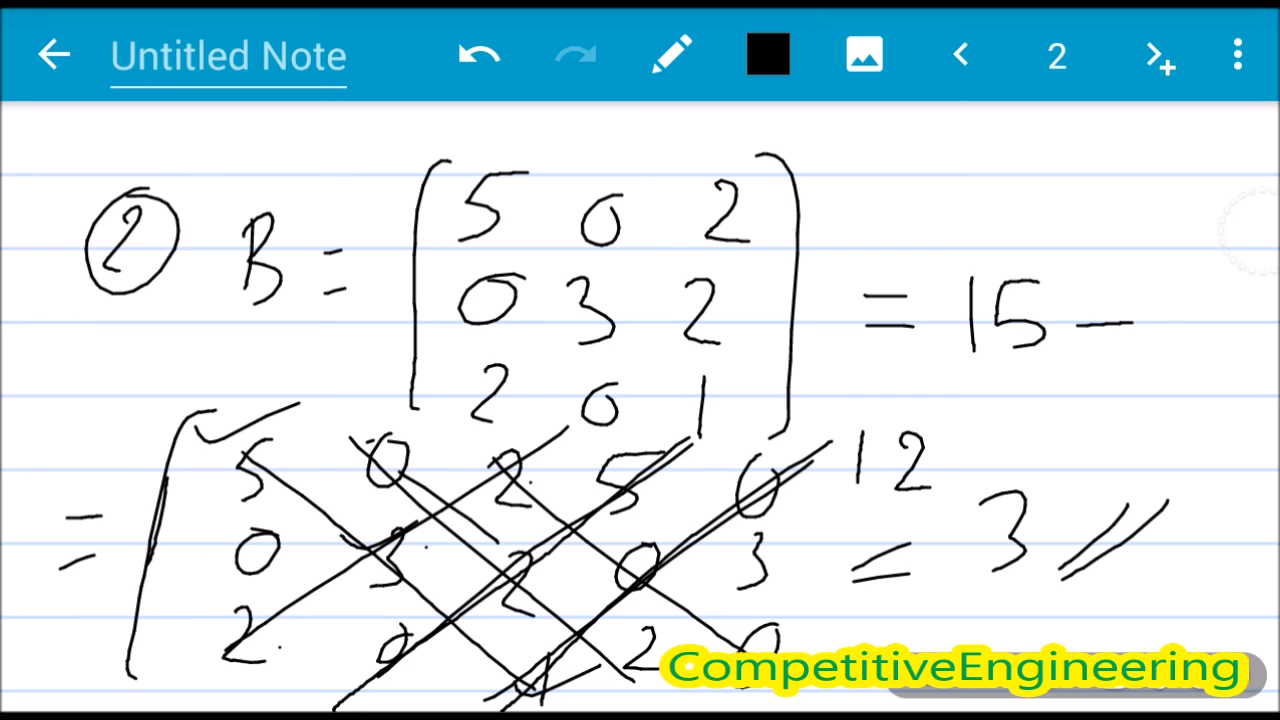 Untitled Note 2
② B = 5 0 2
0 3 2 = 15 -
2 0 1
5 0 2 5 0 12
= 0 3 2 0 3 = 3 //
2 0 1 2 0
CompetitiveEngineering